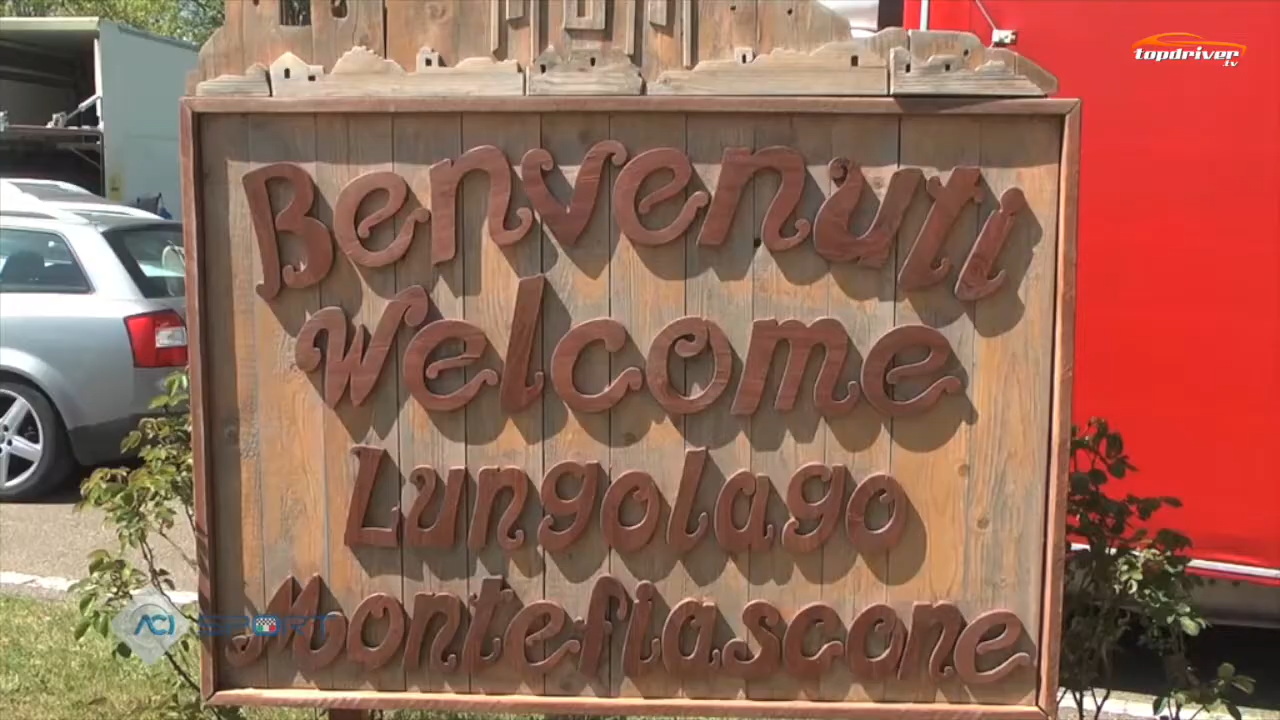 topdriver
.tv
Benvenuti
Welcome
Lungolago
Montefiascone
ACI SPORT